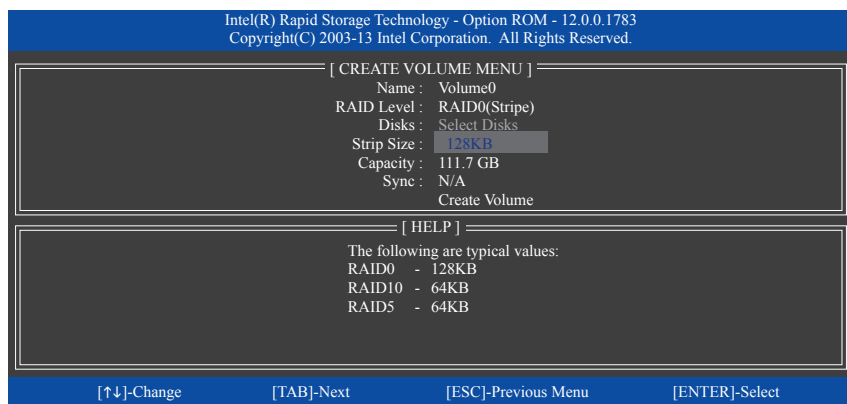 Intel(R) Rapid Storage Technology - Option ROM - 12.0.0.1783
Copyright(C) 2003-13 Intel Corporation. All Rights Reserved.
[ CREATE VOLUME MENU ]
Name : Volume0
RAID Level : RAID0(Stripe)
Disks : Select Disks
Strip Size : 128KB
Capacity : 111.7 GB
Sync : N/A
Create Volume
[ HELP ]
The following are typical values:
RAID0 - 128KB
RAID10 - 64KB
RAID5 - 64KB
[↑↓]-Change [TAB]-Next [ESC]-Previous Menu [ENTER]-Select